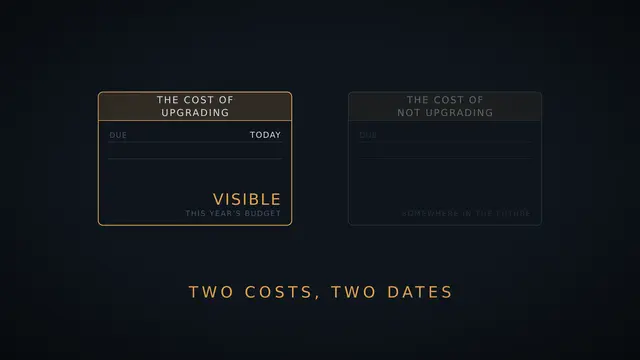 THE COST OF
UPGRADING
DUE TODAY
VISIBLE
THIS YEAR'S BUDGET
THE COST OF
NOT UPGRADING
DUE
SOMEWHERE IN THE FUTURE
TWO COSTS, TWO DATES